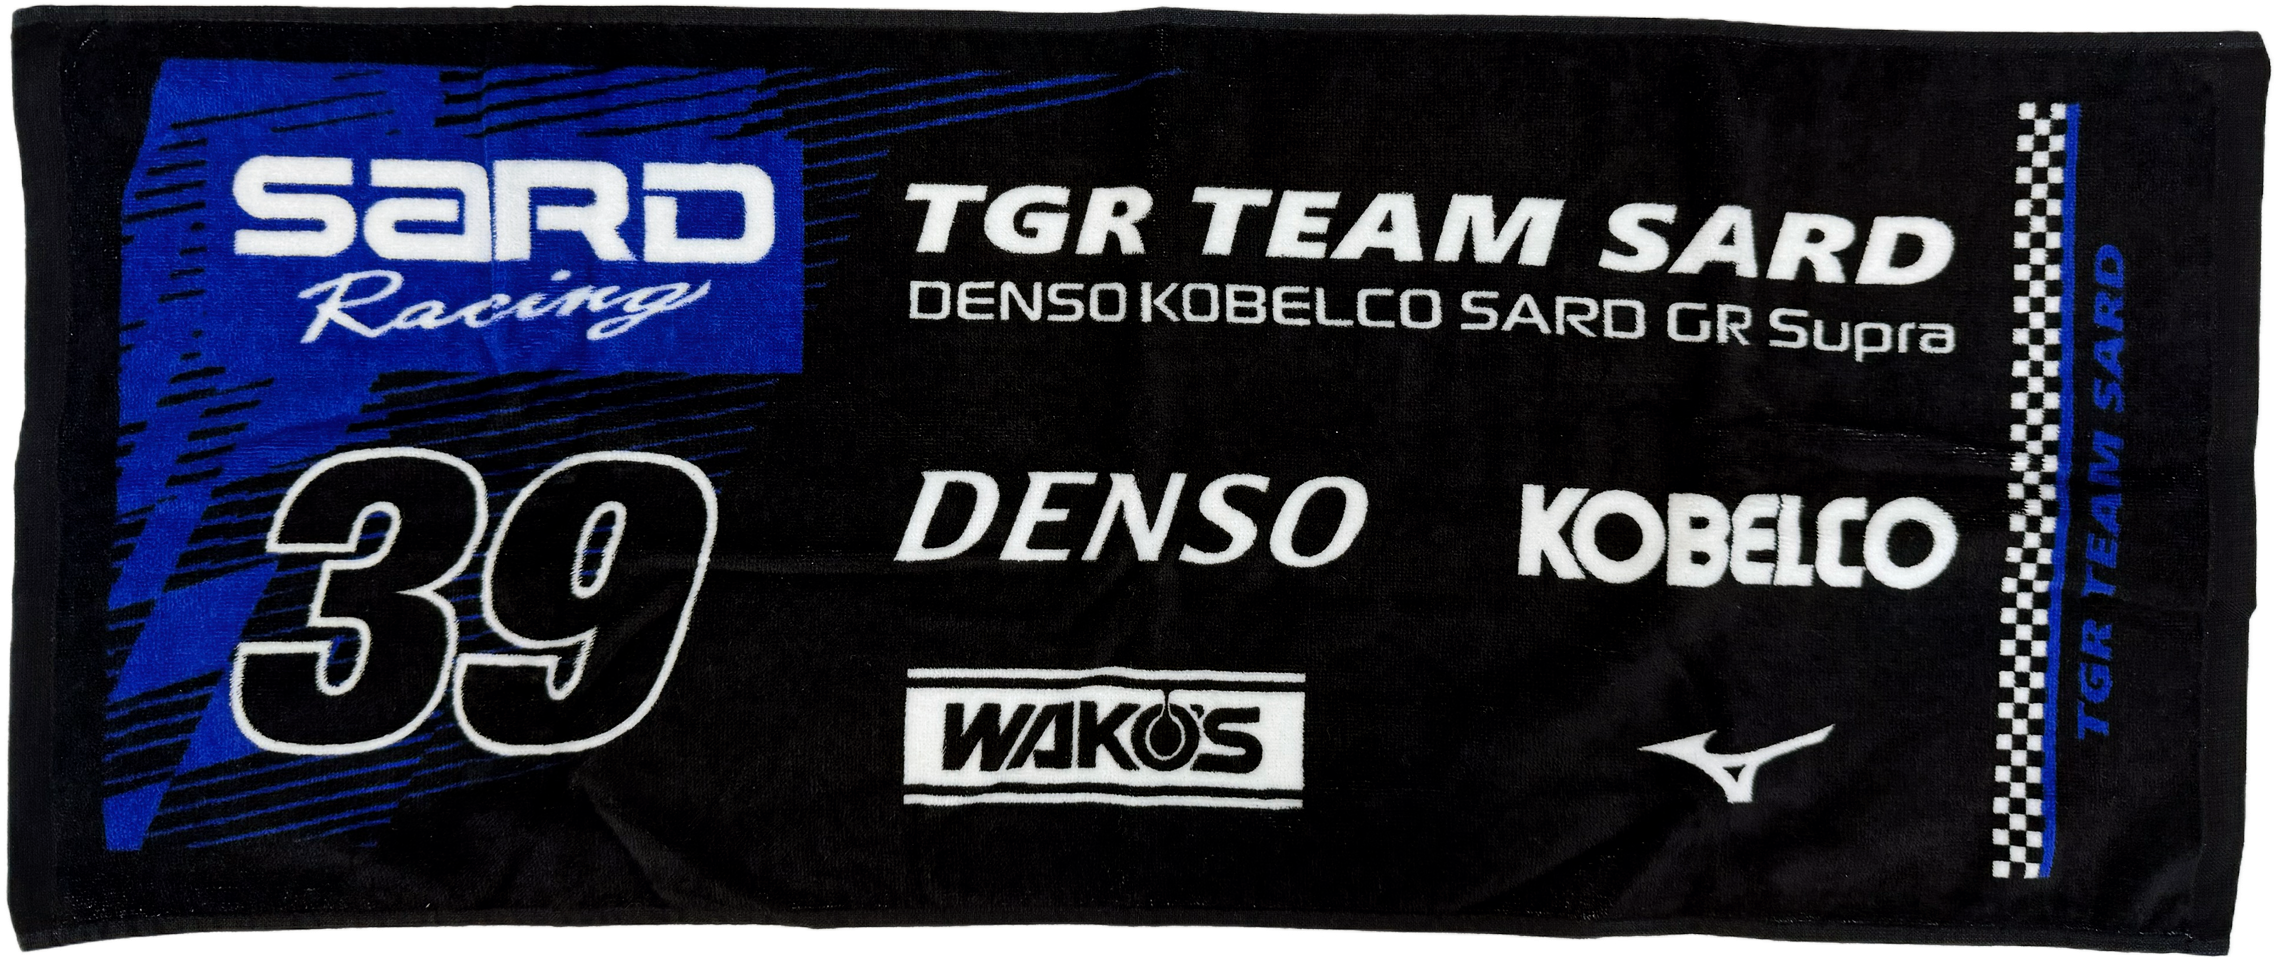 SARD
Racing
39
TGR TEAM SARD
DENSO KOBELCO SARD GR Supra
DENSO
KOBELCO
WAKO'S
TGR TEAM SARD